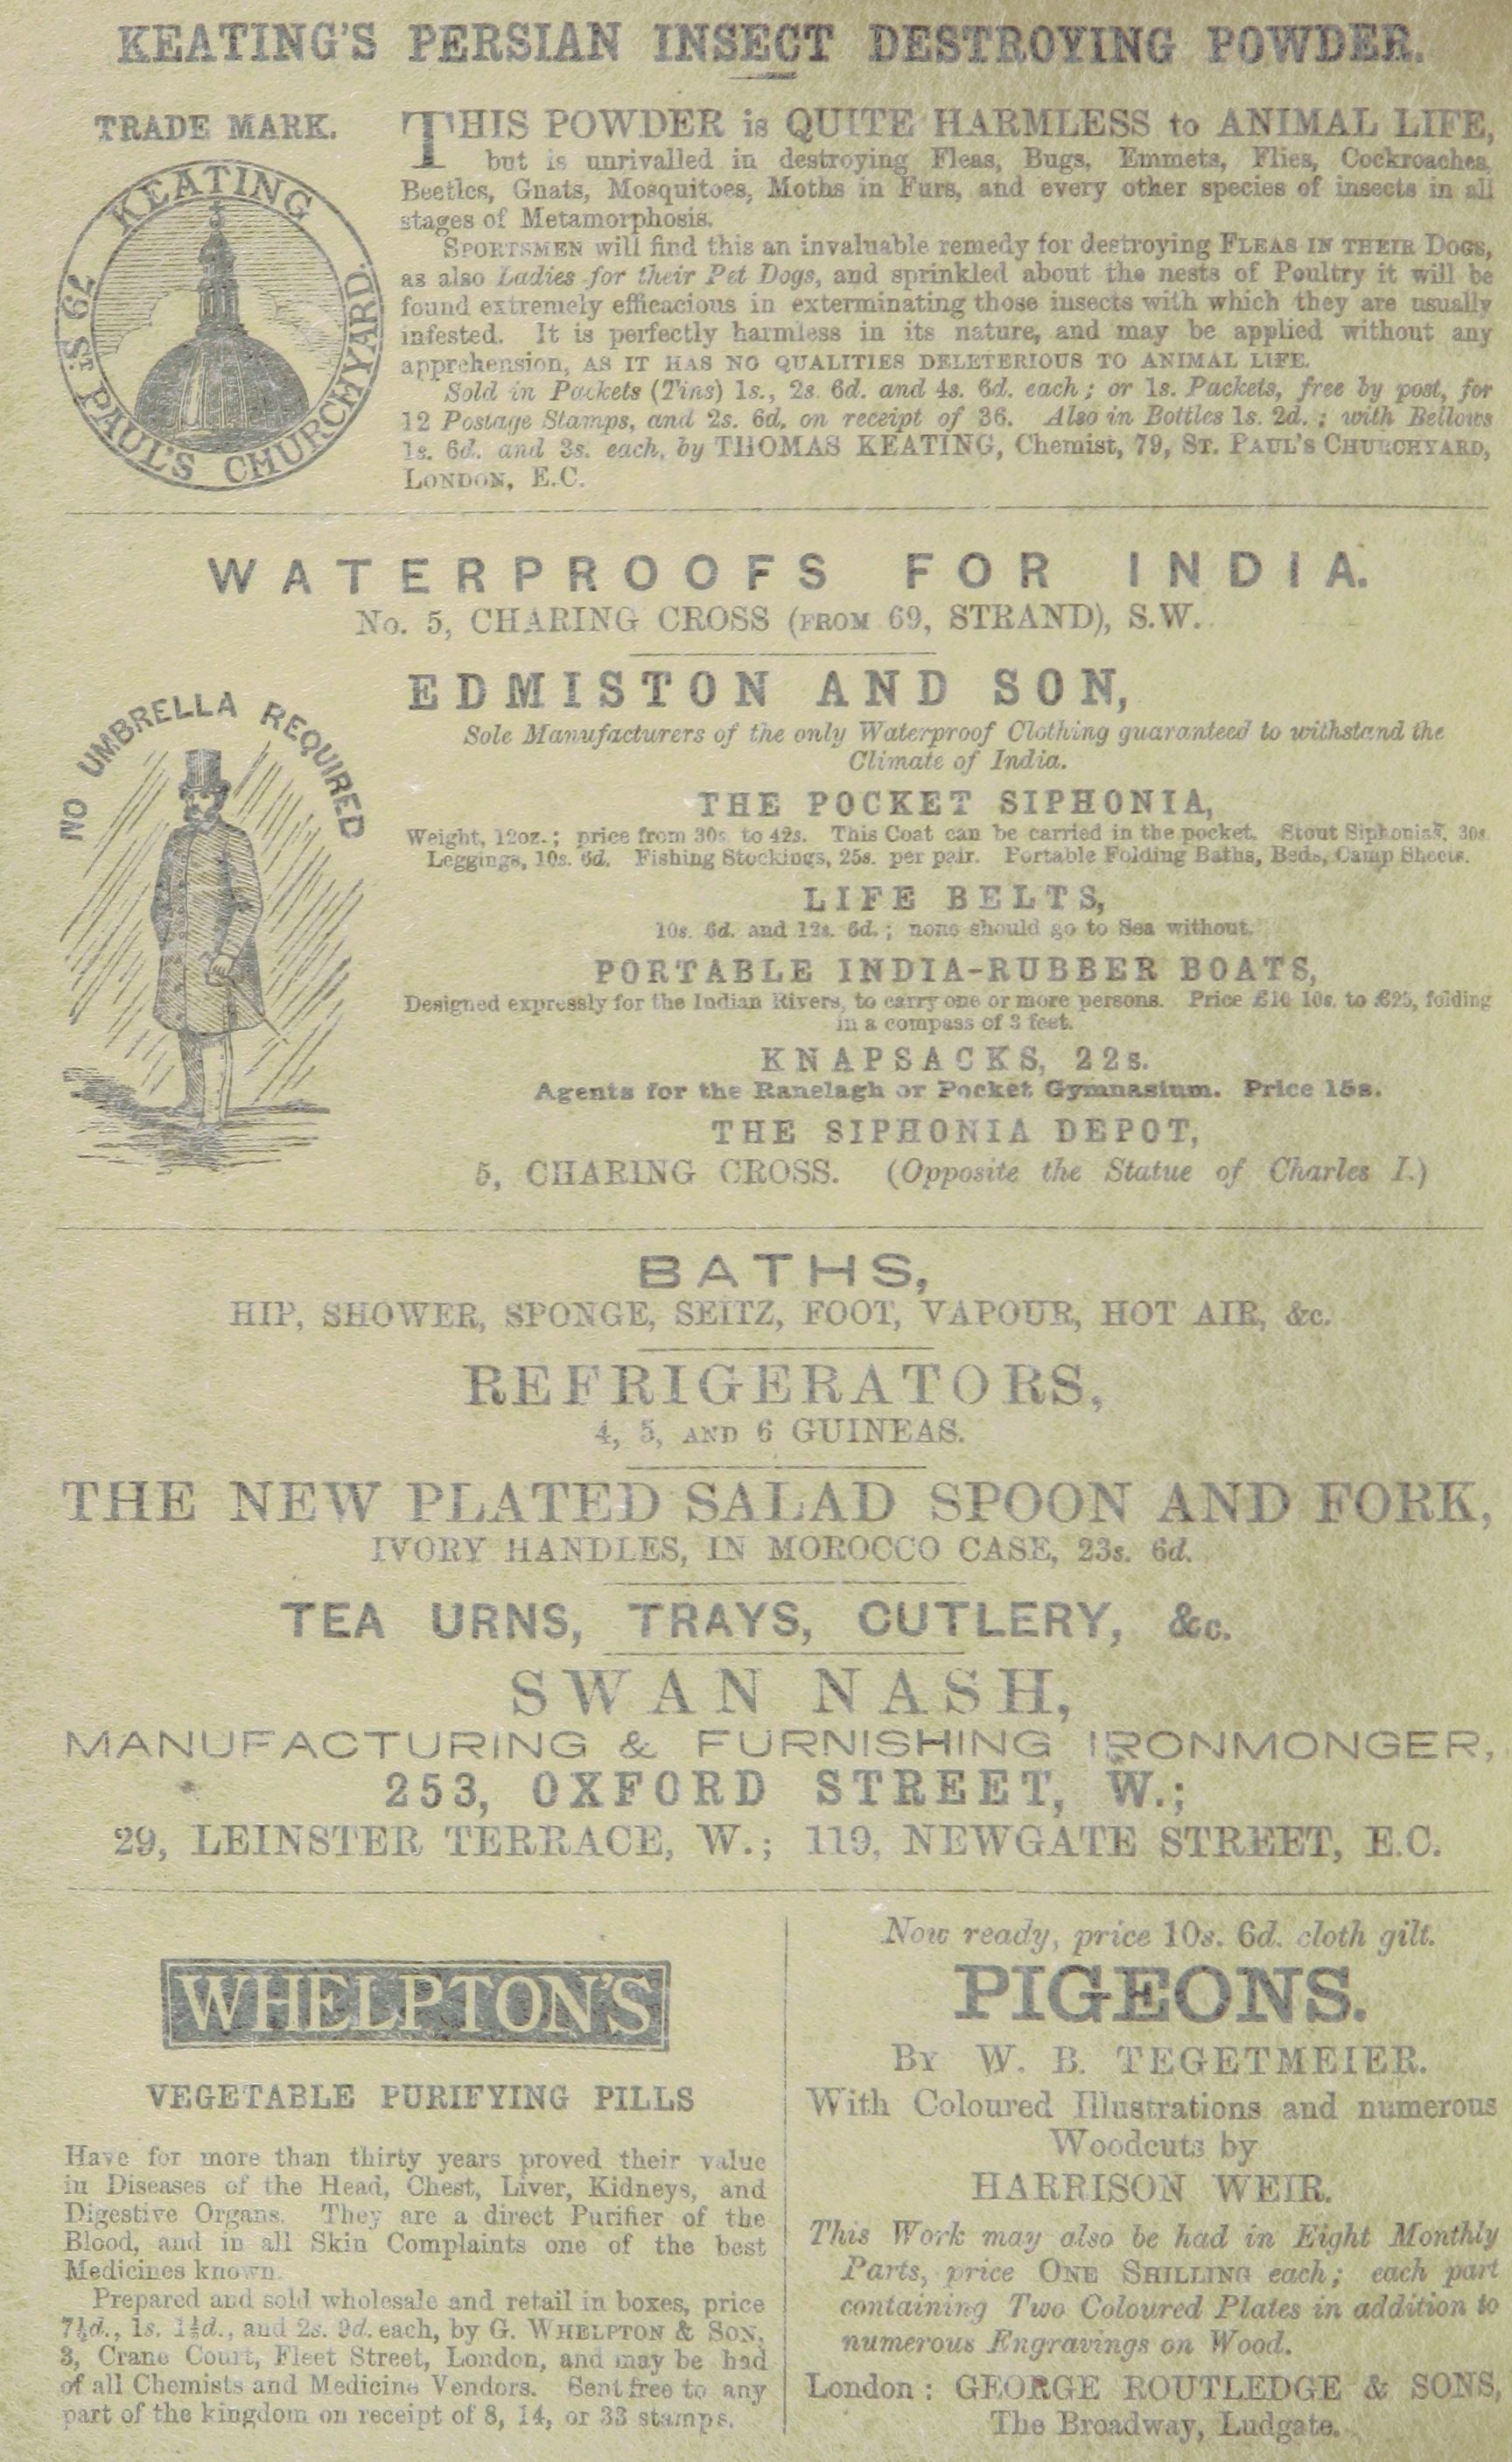 KEATING'S PERSIAN INSECT DESTROYING POWDER.
TRADE MARK.
KEATING
79 ST. PAUL'S CHURCHYARD.
THIS POWDER is QUITE HARMLESS to ANIMAL LIFE,
but is unrivalled in destroying Fleas, Bugs, Emmets, Flies, Cockroaches,
Beetles, Gnats, Mosquitoes, Moths in Furs, and every other species of insects in all
stages of Metamorphosis.
SPORTSMEN will find this an invaluable remedy for destroying FLEAS IN THEIR DOGS,
as also Ladies for their Pet Dogs, and sprinkled about the nests of Poultry it will be
found extremely efficacious in exterminating those insects with which they are usually
infested. It is perfectly harmless in its nature, and may be applied without any
apprehension, AS IT HAS NO QUALITIES DELETERIOUS TO ANIMAL LIFE.
Sold in Packets (Tins) 1s., 2s. 6d. and 4s. 6d. each; or 1s. Packets, free by post, for
12 Postage Stamps, and 2s. 6d. on receipt of 36. Also in Bottles 1s. 2d.; with Bellows
1s. 6d. and 3s. each, by THOMAS KEATING, Chemist, 79, ST. PAUL'S CHURCHYARD,
LONDON, E.C.
WATERPROOFS FOR INDIA.
No. 5, CHARING CROSS (FROM 69, STRAND), S.W.
NO UMBRELLA REQUIRED
EDMISTON AND SON,
Sole Manufacturers of the only Waterproof Clothing guaranteed to withstand the
Climate of India.
THE POCKET SIPHONIA,
Weight, 12oz.; price from 30s. to 42s. This Coat can be carried in the pocket. Stout Siphonias, 30s.
Leggings, 10s. 6d. Fishing Stockings, 25s. per pair. Portable Folding Baths, Beds, Camp Sheets.
LIFE BELTS,
10s. 6d. and 12s. 6d.; none should go to Sea without.
PORTABLE INDIA-RUBBER BOATS,
Designed expressly for the Indian Rivers, to carry one or more persons. Price £10 10s. to £25, folding
in a compass of 3 feet.
KNAPSACKS, 22s.
Agents for the Ranelagh or Pocket Gymnasium. Price 15s.
THE SIPHONIA DEPOT,
5, CHARING CROSS. (Opposite the Statue of Charles I.)
BATHS,
HIP, SHOWER, SPONGE, SEITZ, FOOT, VAPOUR, HOT AIR, &c.
REFRIGERATORS,
4, 5, AND 6 GUINEAS.
THE NEW PLATED SALAD SPOON AND FORK,
IVORY HANDLES, IN MOROCCO CASE, 23s. 6d.
TEA URNS, TRAYS, CUTLERY, &c.
SWAN NASH,
MANUFACTURING & FURNISHING IRONMONGER,
253, OXFORD STREET, W.;
29, LEINSTER TERRACE, W.; 119, NEWGATE STREET, E.C.
WHELPTON'S
VEGETABLE PURIFYING PILLS
Have for more than thirty years proved their value
in Diseases of the Head, Chest, Liver, Kidneys, and
Digestive Organs. They are a direct Purifier of the
Blood, and in all Skin Complaints one of the best
Medicines known.
Prepared and sold wholesale and retail in boxes, price
7½d., 1s. 1½d., and 2s. 9d. each, by G. WHELPTON & SON,
3, Crane Court, Fleet Street, London, and may be had
of all Chemists and Medicine Vendors. Sent free to any
part of the kingdom on receipt of 8, 14, or 33 stamps.
Now ready, price 10s. 6d. cloth gilt.
PIGEONS.
BY W. B. TEGETMEIER.
With Coloured Illustrations and numerous
Woodcuts by
HARRISON WEIR.
This Work may also be had in Eight Monthly
Parts, price ONE SHILLING each; each part
containing Two Coloured Plates in addition to
numerous Engravings on Wood.
London: GEORGE ROUTLEDGE & SONS,
The Broadway, Ludgate.